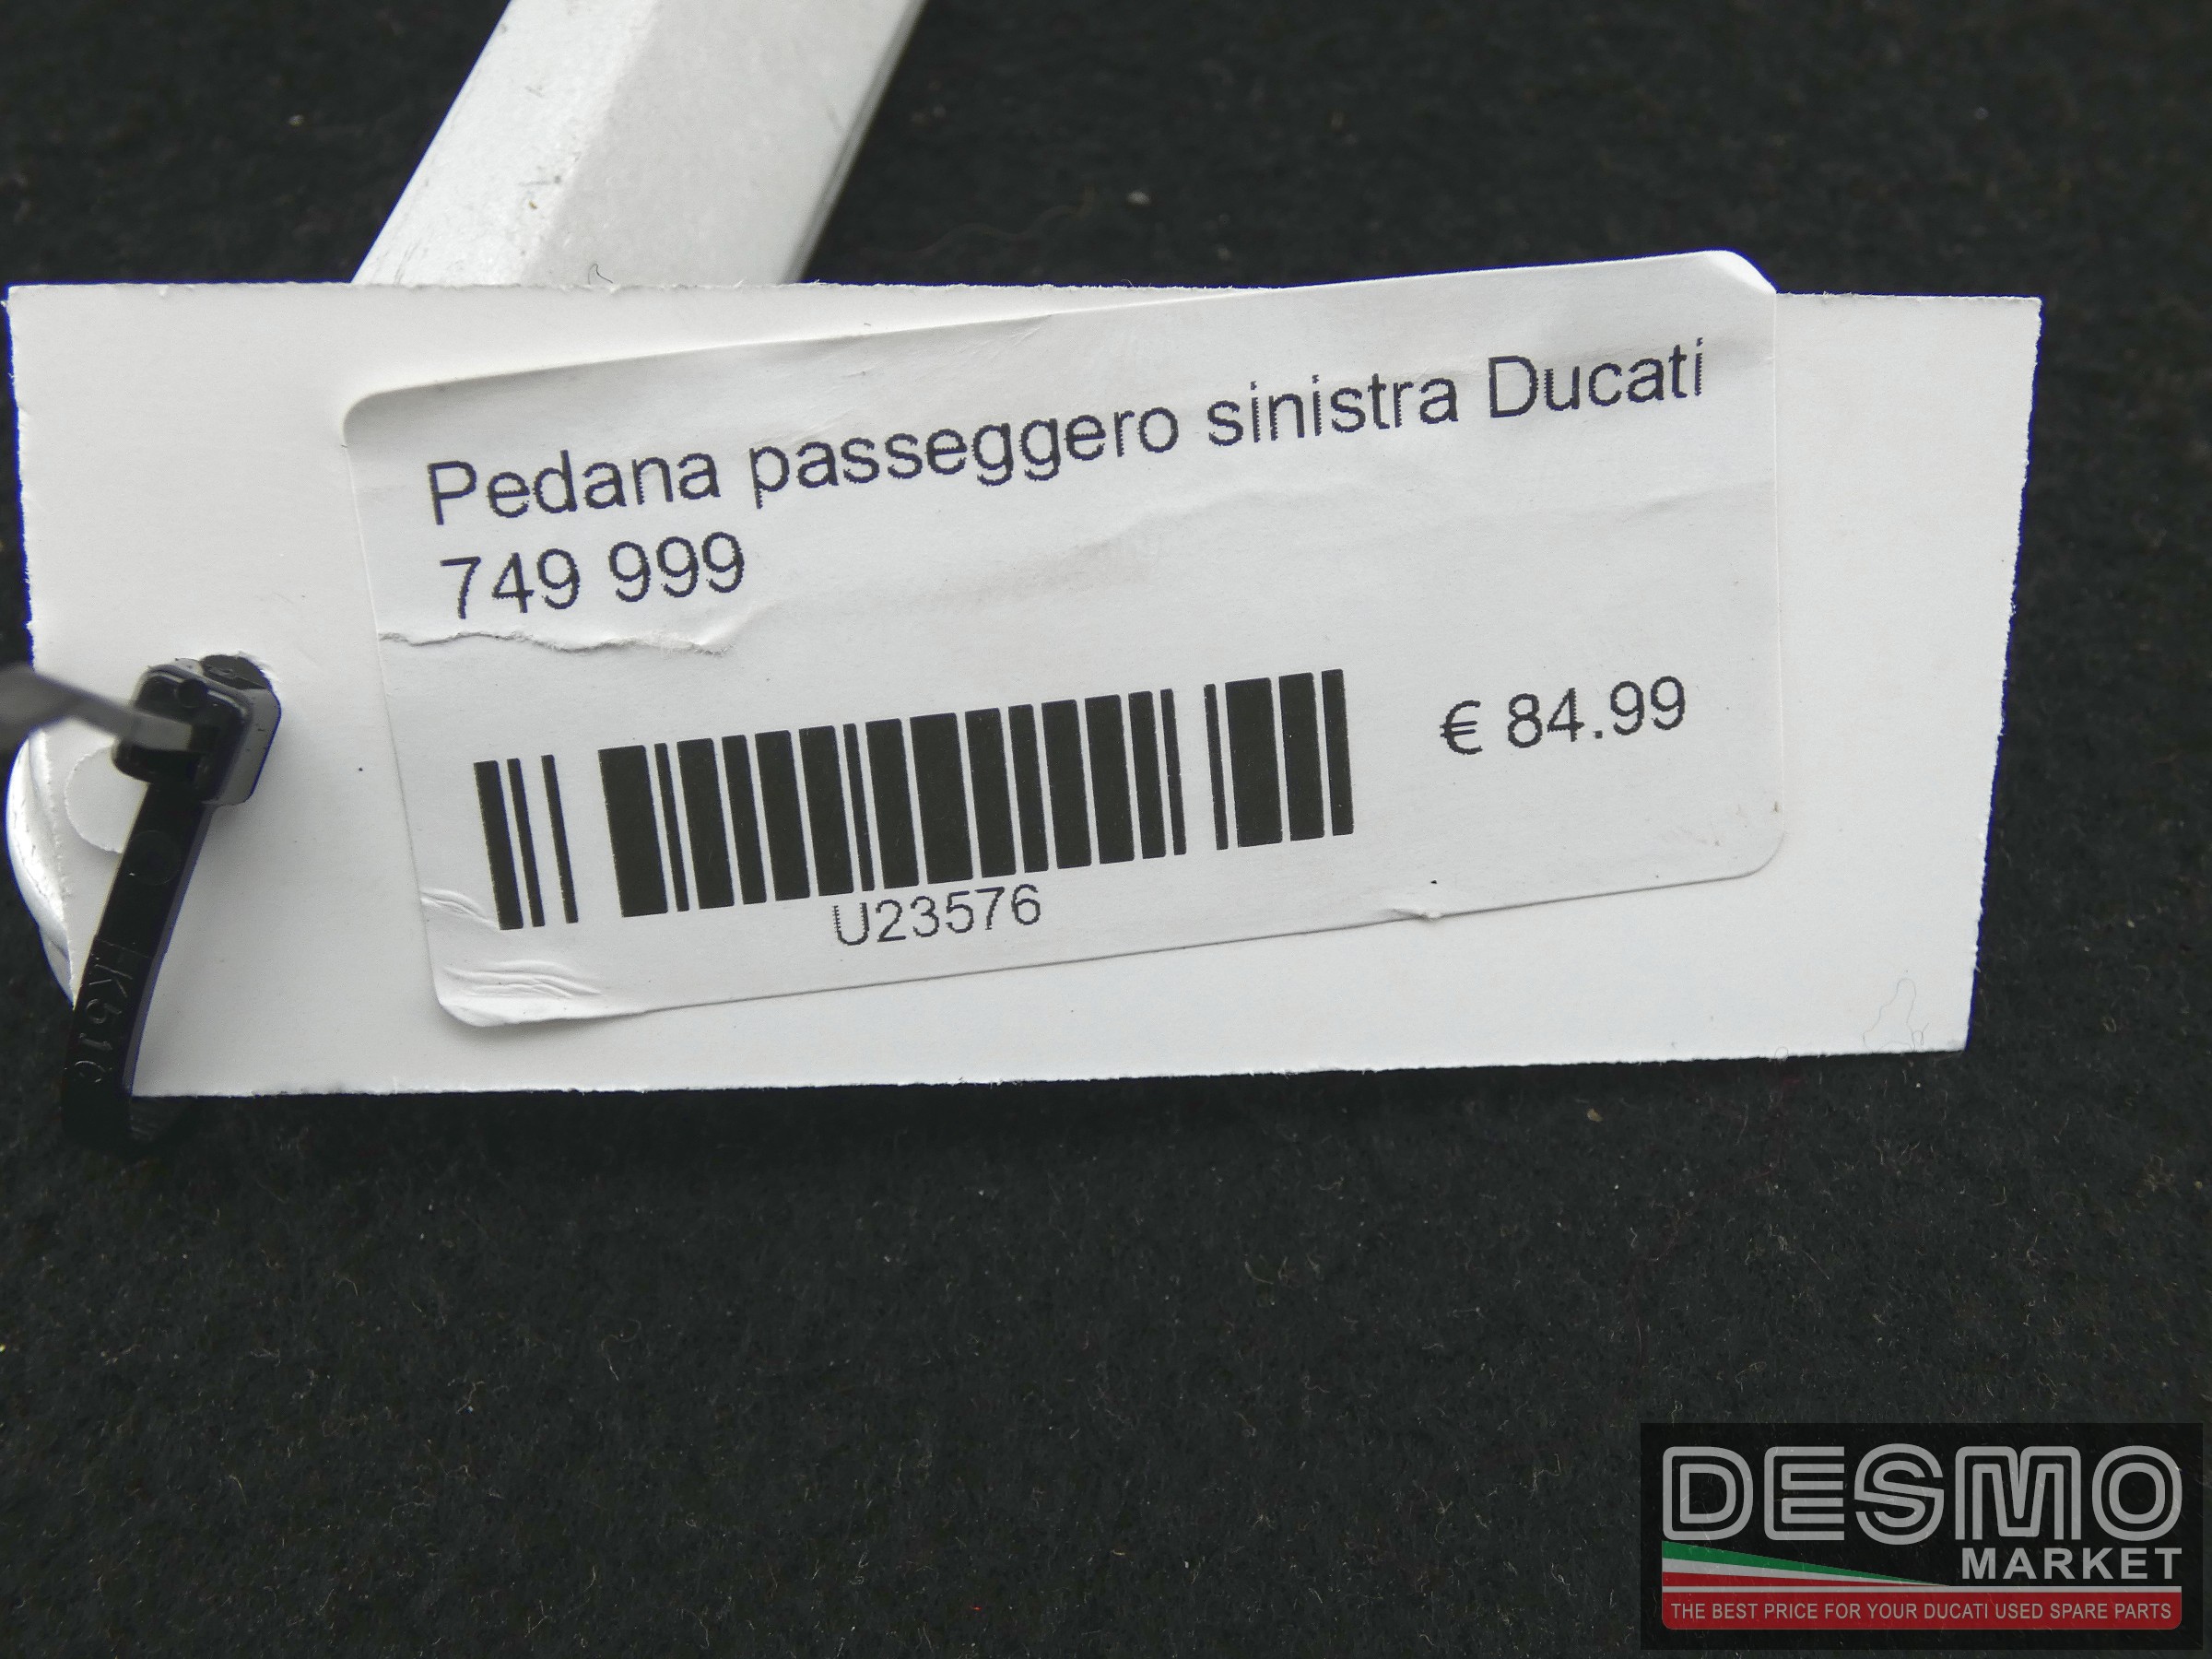 Pedana passeggero sinistra Ducati
749 999
€ 84.99
U23576
DESMO
MARKET
THE BEST PRICE FOR YOUR DUCATI USED SPARE PARTS